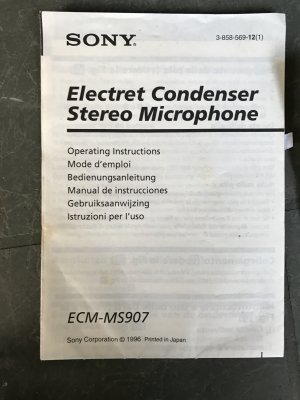 SONY.
3-858-569-12(1)
Electret Condenser
Stereo Microphone
Operating Instructions
Mode d'emploi
Bedienungsanleitung
Manual de instrucciones
Gebruiksaanwijzing
Istruzioni per l'uso
ECM-MS907
Sony Corporation © 1996 Printed in Japan